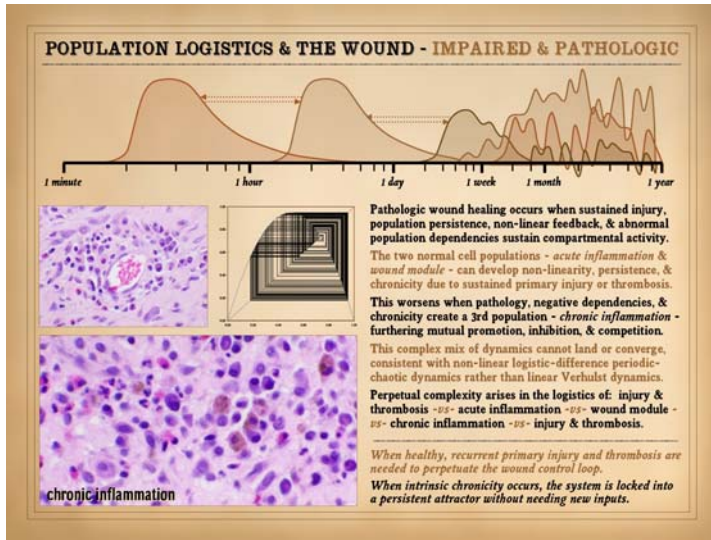 POPULATION LOGISTICS & THE WOUND - IMPAIRED & PATHOLOGIC
1 minute
1 hour
1 day
1 week
1 month
1 year
Pathologic wound healing occurs when sustained injury,
population persistence, non-linear feedback, & abnormal
population dependencies sustain compartmental activity.
The two normal cell populations - acute inflammation &
wound module - can develop non-linearity, persistence, &
chronicity due to sustained primary injury or thrombosis.
This worsens when pathology, negative dependencies, &
chronicity create a 3rd population - chronic inflammation -
furthering mutual promotion, inhibition, & competition.
This complex mix of dynamics cannot land or converge,
consistent with non-linear logistic-difference periodic-
chaotic dynamics rather than linear Verhulst dynamics.
Perpetual complexity arises in the logistics of: injury &
thrombosis -vs- acute inflammation -vs- wound module -
vs- chronic inflammation -vs- injury & thrombosis.
When healthy, recurrent primary injury and thrombosis are
needed to perpetuate the wound control loop.
When intrinsic chronicity occurs, the system is locked into
a persistent attractor without needing new inputs.
chronic inflammation